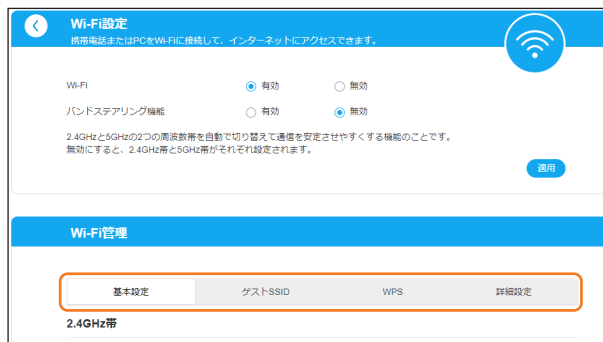 Wi-Fi設定
携帯電話またはPCをWi-Fiに接続して、インターネットにアクセスできます。
Wi-Fi 有効 無効
バンドステアリング機能 有効 無効
2.4GHzと5GHzの2つの周波数帯を自動で切り替えて通信を安定させやすくする機能のことです。
無効にすると、2.4GHz帯と5GHz帯がそれぞれ設定されます。
適用
Wi-Fi管理
基本設定 ゲストSSID WPS 詳細設定
2.4GHz帯